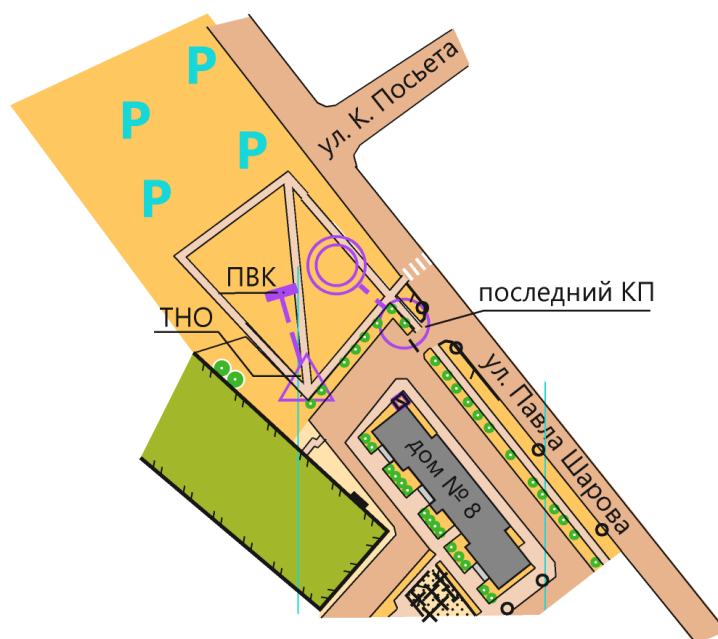 P
ул. К. Посьета
P
P
P
ПВК
последний КП
ТНО
ул. Павла Шарова
дом № 8